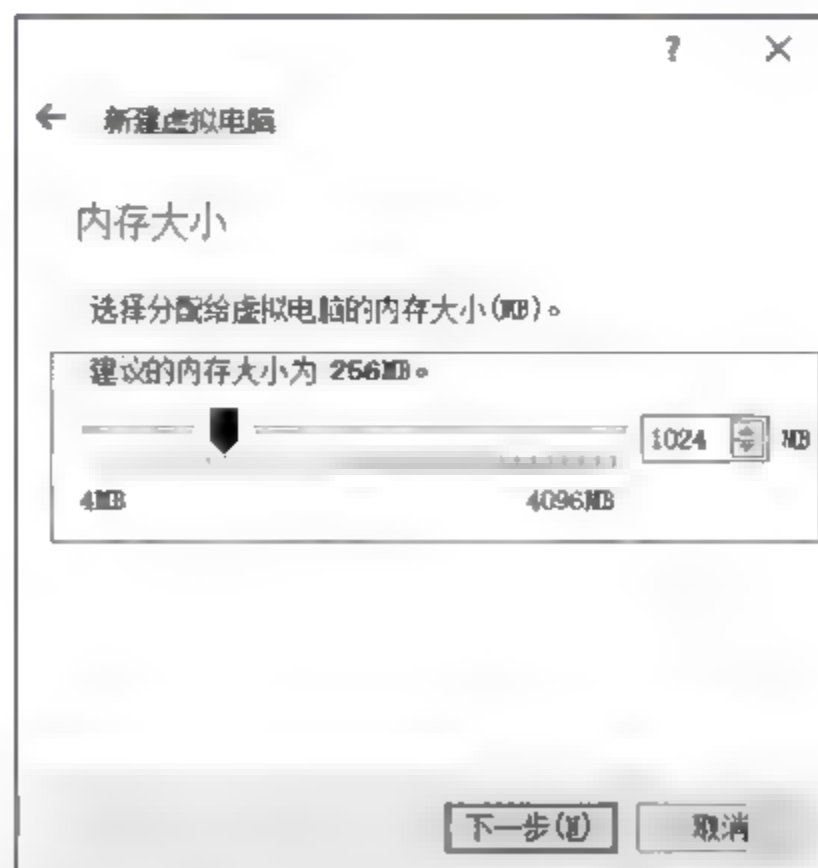 ?  ×
← 新建虚拟电脑
内存大小
选择分配给虚拟电脑的内存大小(MB)。
建议的内存大小为 256MB。
1024 MB
4MB 4096MB
下一步(N) 取消